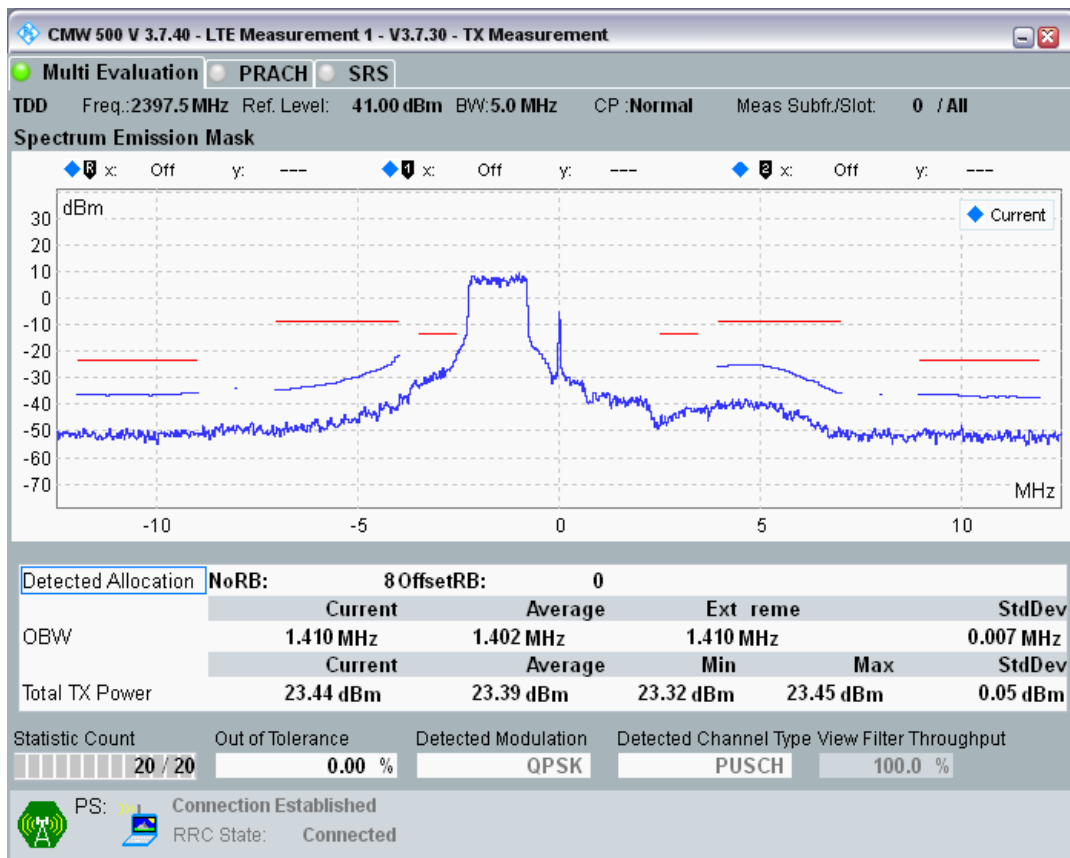 CMW 500 V 3.7.40 - LTE Measurement 1 - V3.7.30 - TX Measurement
Multi Evaluation PRACH SRS
TDD Freq.:2397.5 MHz Ref. Level: 41.00 dBm BW:5.0 MHz CP :Normal Meas Subfr./Slot: 0 / All
Spectrum Emission Mask
R x: Off y: --- 1 x: Off y: --- 2 x: Off y: ---
dBm
Current
30
20
10
0
-10
-20
-30
-40
-50
-60
-70
MHz
-10 -5 0 5 10
Detected Allocation NoRB: 8 OffsetRB: 0
Current Average Ext reme StdDev
OBW 1.410 MHz 1.402 MHz 1.410 MHz 0.007 MHz
Current Average Min Max StdDev
Total TX Power 23.44 dBm 23.39 dBm 23.32 dBm 23.45 dBm 0.05 dBm
Statistic Count Out of Tolerance Detected Modulation Detected Channel Type View Filter Throughput
20 / 20 0.00 % QPSK PUSCH 100.0 %
PS: Connection Established
RRC State: Connected